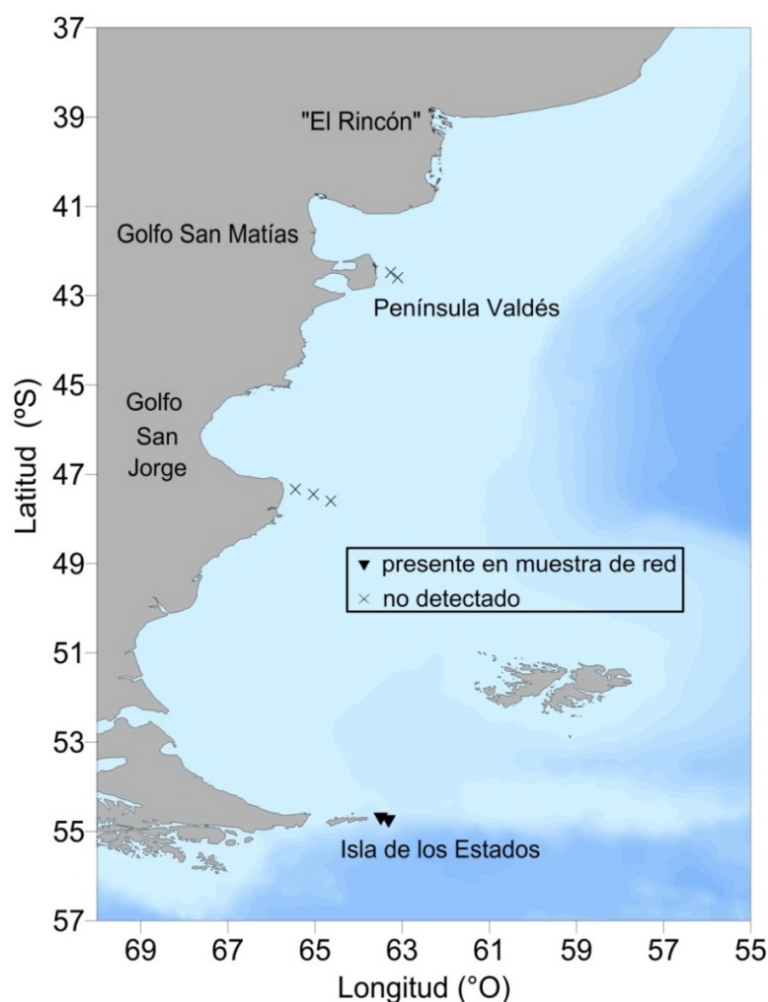 37
39
"El Rincón"
41
Golfo San Matías
43
Península Valdés
45
Golfo
San
Jorge
47
49
▼ presente en muestra de red
× no detectado
51
53
55
Isla de los Estados
57
Latitud (ºS)
69 67 65 63 61 59 57 55
Longitud (°O)